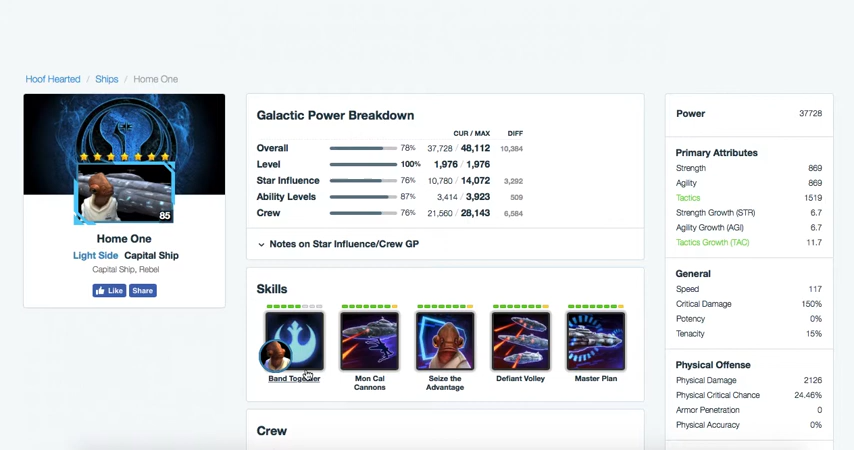 Hoof Hearted / Ships / Home One
85
Home One
Light Side Capital Ship
Capital Ship, Rebel
Like Share
Galactic Power Breakdown
CUR / MAX DIFF
Overall 78% 37,728 / 48,112 10,384
Level 100% 1,976 / 1,976
Star Influence 76% 10,780 / 14,072 3,292
Ability Levels 87% 3,414 / 3,923 509
Crew 76% 21,560 / 28,143 6,584
Notes on Star Influence/Crew GP
Skills
Band Together
Mon Cal
Cannons
Seize the
Advantage
Defiant Volley
Master Plan
Crew
Power 37728
Primary Attributes
Strength 869
Agility 869
Tactics 1519
Strength Growth (STR) 6.7
Agility Growth (AGI) 6.7
Tactics Growth (TAC) 11.7
General
Speed 117
Critical Damage 150%
Potency 0%
Tenacity 15%
Physical Offense
Physical Damage 2126
Physical Critical Chance 24.46%
Armor Penetration 0
Physical Accuracy 0%